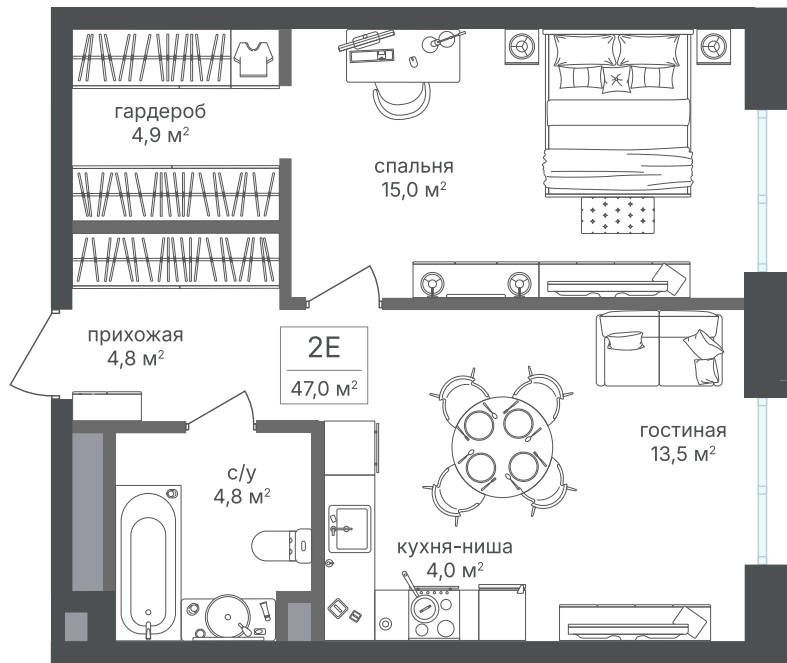 гардероб
4,9 м²
спальня
15,0 м²
прихожая
4,8 м²
2Е
47,0 м²
гостиная
13,5 м²
с/у
4,8 м²
кухня-ниша
4,0 м²